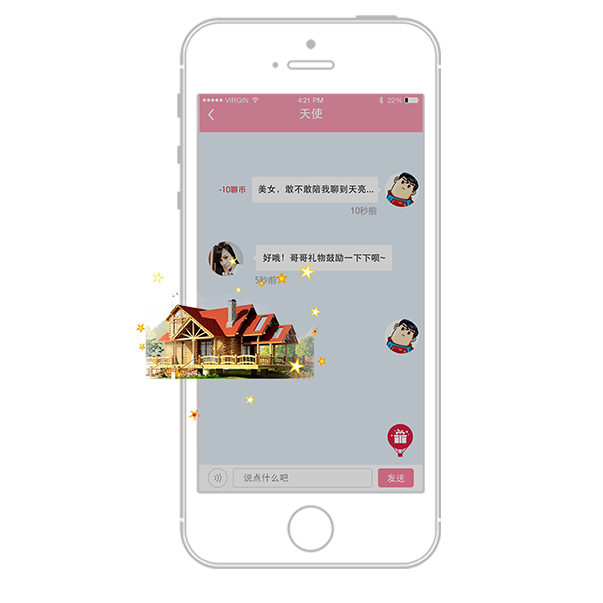 VIRGIN 4:21 PM 22%
天使
-10聊币 美女，敢不敢陪我聊到天亮...
10秒前
好哦！哥哥礼物鼓励一下下呗~
5秒前
说点什么吧 发送